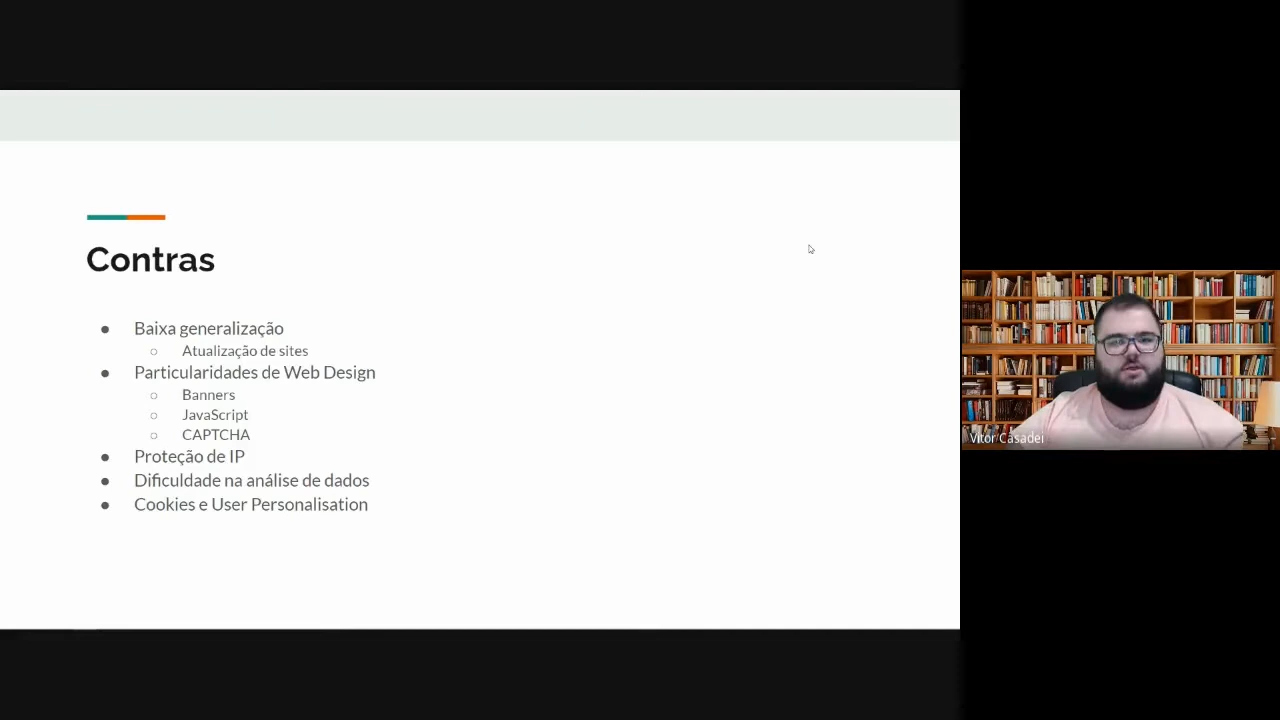 Contras
Baixa generalização
Atualização de sites
Particularidades de Web Design
Banners
JavaScript
CAPTCHA
Proteção de IP
Dificuldade na análise de dados
Cookies e User Personalisation
Vitor Casadei